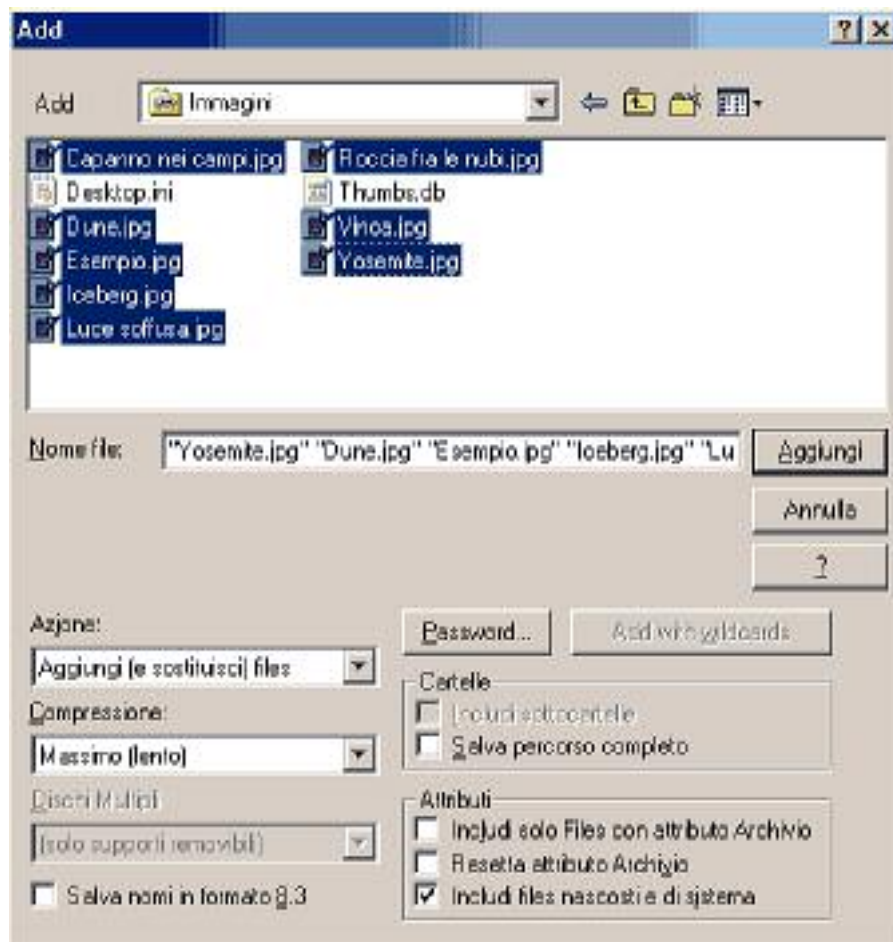 Add
Add Immagini
Capanno nei campi.jpg
Desktop.ini
Dune.jpg
Esempio.jpg
Iceberg.jpg
Luce soffusa.jpg
Roccia fra le nubi.jpg
Thumbs.db
Yosemite.jpg
Nome file: "Yosemite.jpg" "Dune.jpg" "Esempio.jpg" "Iceberg.jpg" "Lu
Aggiungi
Annulla
?
Azione:
Aggiungi (e sostituisci) files
Compressione:
Massimo (lento)
Dischi Multipli
(solo supporti removibili)
Salva nomi in formato 8.3
Password...
Add with wildcards
Cartelle
Includi sottocartelle
Salva percorso completo
Attributi
Includi solo Files con attributo Archivio
Resetta attributo Archivio
Includi files nascosti e di sistema